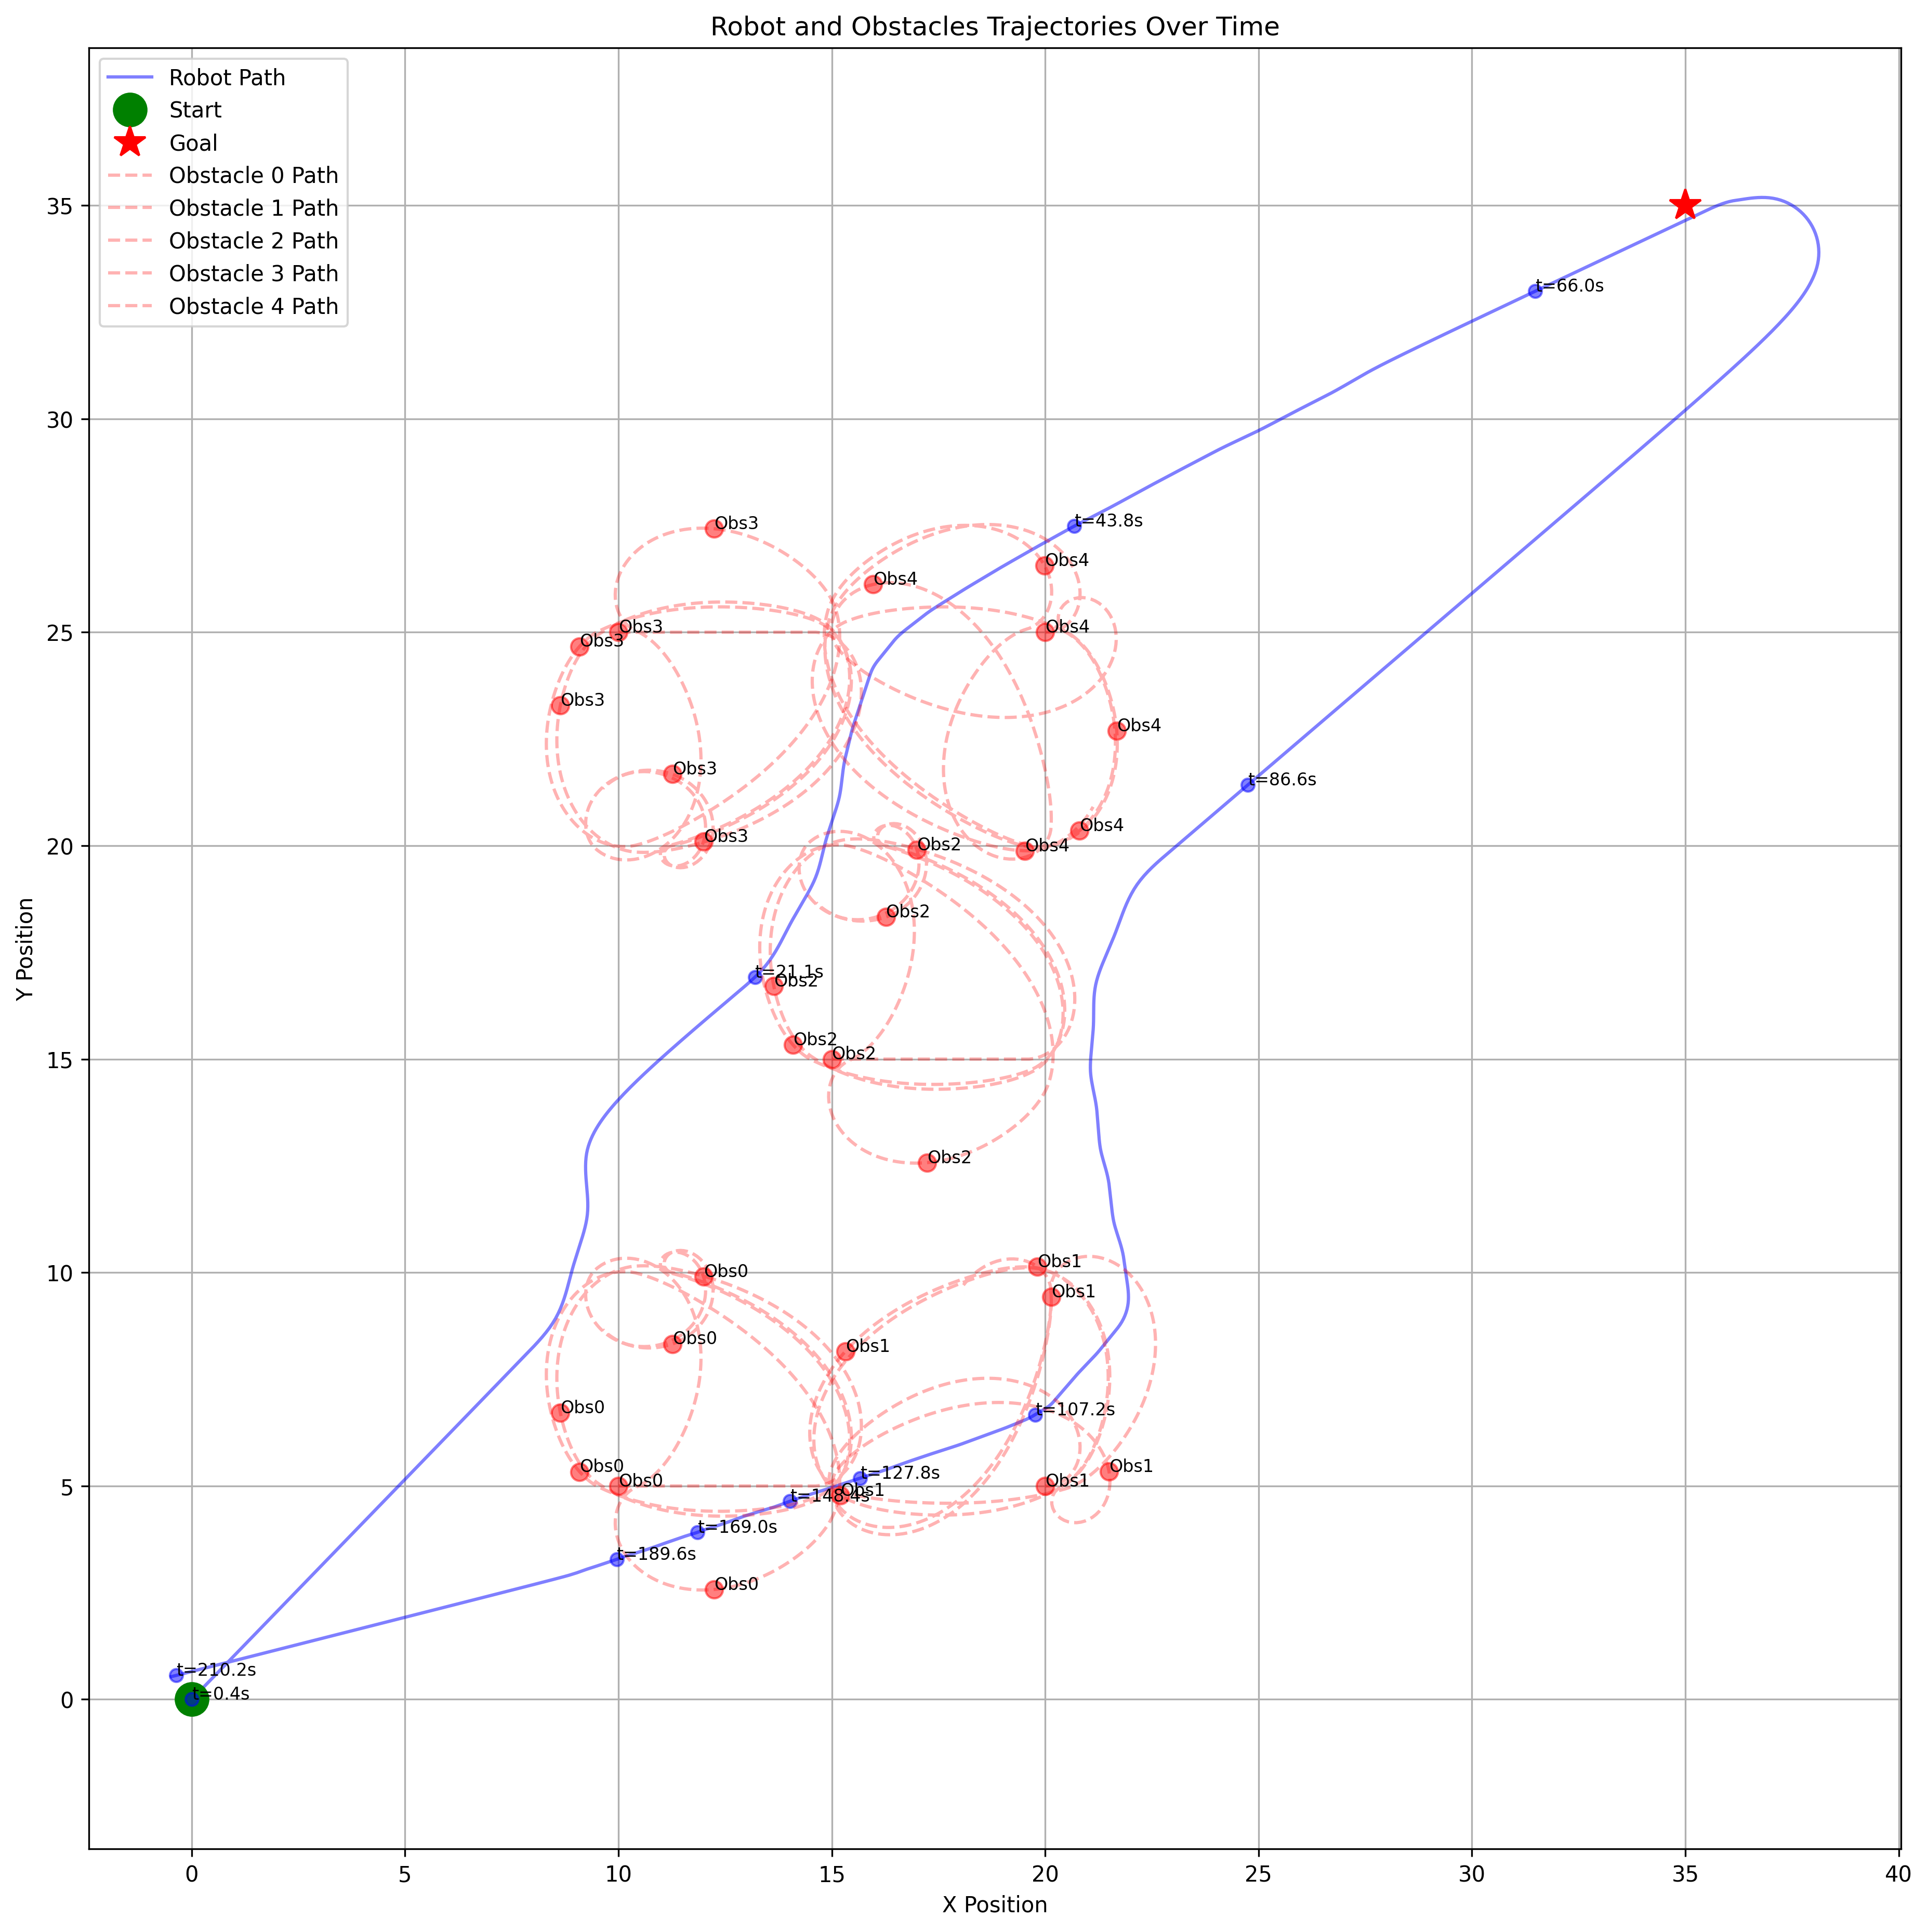 Robot and Obstacles Trajectories Over Time
Robot Path
Start
Goal
Obstacle 0 Path
Obstacle 1 Path
Obstacle 2 Path
Obstacle 3 Path
Obstacle 4 Path
35
30
25
20
15
10
5
0
Y Position
t=66.0s
t=43.8s
Obs3
Obs4
Obs4
Obs3
Obs4
Obs3
Obs3
Obs4
Obs3
t=86.6s
Obs4
Obs3
Obs2
Obs4
Obs2
t=21.1s
Obs2
Obs2
Obs2
Obs2
Obs1
Obs0
Obs1
Obs0
Obs1
Obs0
t=107.2s
Obs0
t=127.8s
Obs1
Obs0
Obs1
Obs1
t=148.4s
t=169.0s
t=189.6s
Obs0
t=210.2s
t=0.4s
0
5
10
15
20
25
30
35
40
X Position